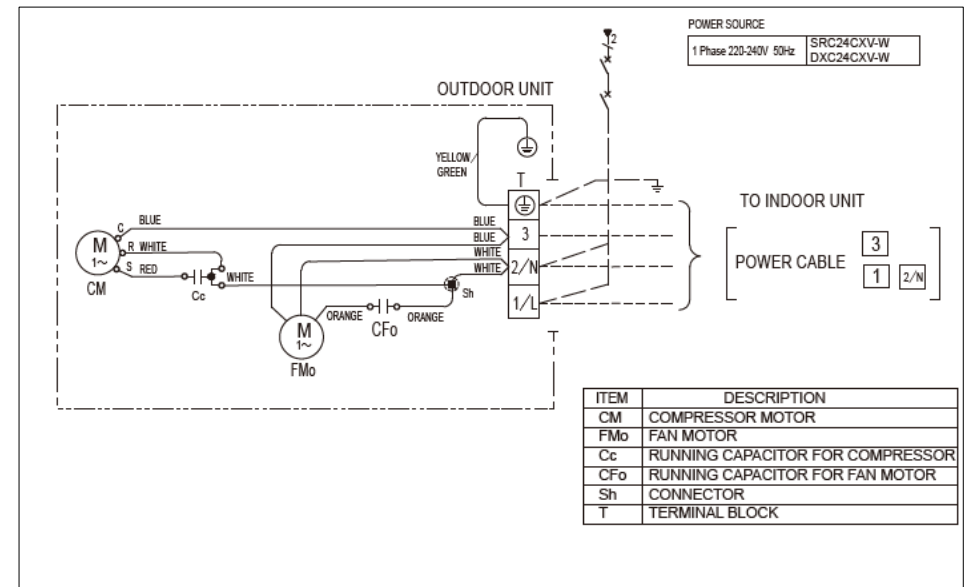 POWER SOURCE
1 Phase 220-240V 50Hz SRC24CXV-W
DXC24CXV-W
2
OUTDOOR UNIT
YELLOW/
GREEN
T
TO INDOOR UNIT
POWER CABLE
3
1 2/N
3
2/N
1/L
BLUE
BLUE
WHITE
WHITE
C BLUE
R WHITE
S RED
M
1~
CM
WHITE
Cc
Sh
ORANGE
CFo
ORANGE
M
1~
FMo
ITEM DESCRIPTION
CM COMPRESSOR MOTOR
FMo FAN MOTOR
Cc RUNNING CAPACITOR FOR COMPRESSOR
CFo RUNNING CAPACITOR FOR FAN MOTOR
Sh CONNECTOR
T TERMINAL BLOCK